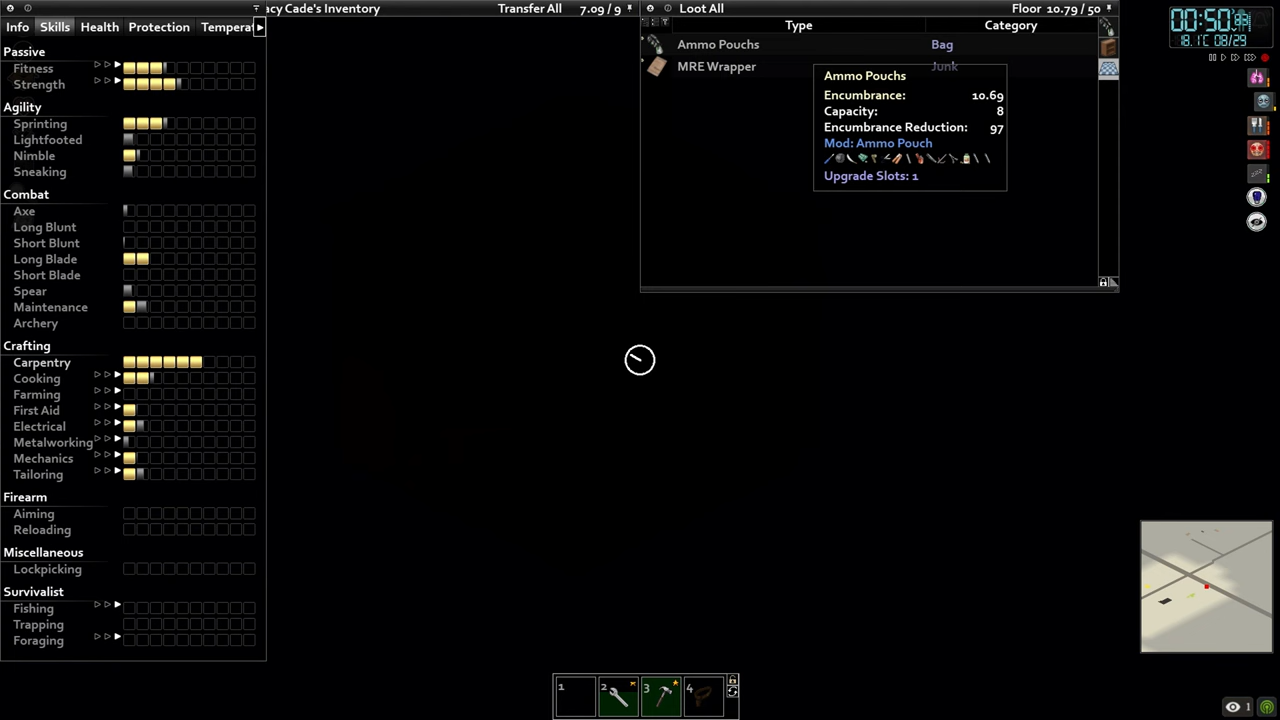 acy Cade's Inventory
Transfer All
7.09 / 9
Loot All
Floor 10.79 / 50
Info Skills Health Protection Tempera
Type Category
Ammo Pouchs Bag
MRE Wrapper Junk
Ammo Pouchs
Encumbrance: 10.69
Capacity: 8
Encumbrance Reduction: 97
Mod: Ammo Pouch
Upgrade Slots: 1
Passive
Fitness
Strength
Agility
Sprinting
Lightfooted
Nimble
Sneaking
Combat
Axe
Long Blunt
Short Blunt
Long Blade
Short Blade
Spear
Maintenance
Archery
Crafting
Carpentry
Cooking
Farming
First Aid
Electrical
Metalworking
Mechanics
Tailoring
Firearm
Aiming
Reloading
Miscellaneous
Lockpicking
Survivalist
Fishing
Trapping
Foraging
00:50
18.1°C 08/29
1 2 3 4
1